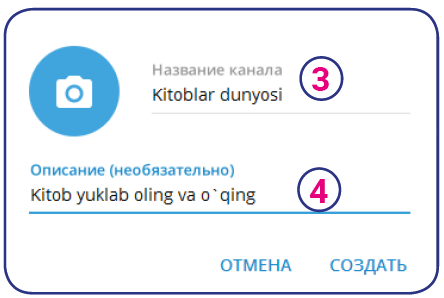 Название канала
Kitoblar dunyosi
3
Описание (необязательно)
Kitob yuklab oling va o`qing
4
ОТМЕНА СОЗДАТЬ